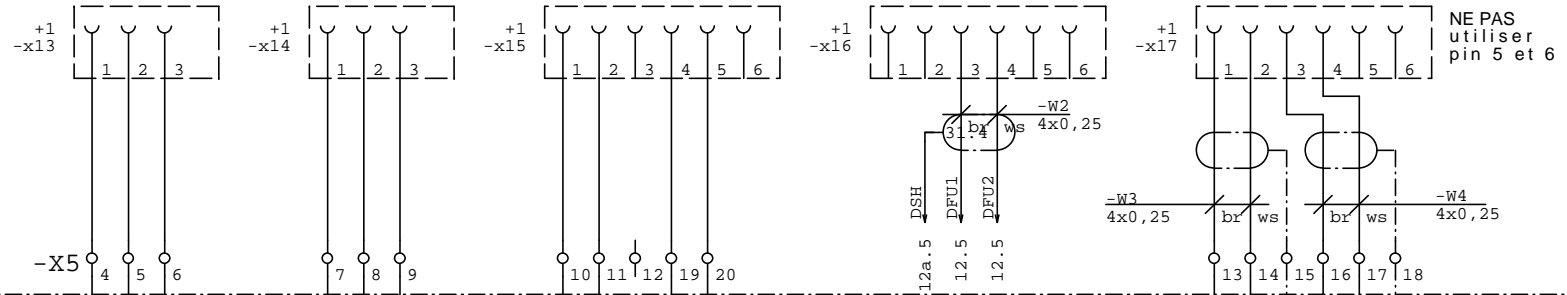 +1
-x13
1 2 3
+1
-x14
1 2 3
+1
-x15
1 2 3 4 5 6
+1
-x16
1 2 3 4 5 6
+1
-x17
1 2 3 4 5 6
NE PAS
utiliser
pin 5 et 6
-W2
4x0,25
br ws
31.4
DSH
DFU1
DFU2
12a.5
12.5
12.5
-W3
4x0,25
br ws
-W4
4x0,25
br ws
-X5
4 5 6
7 8 9
10 11 12 19 20
13 14 15 16 17 18